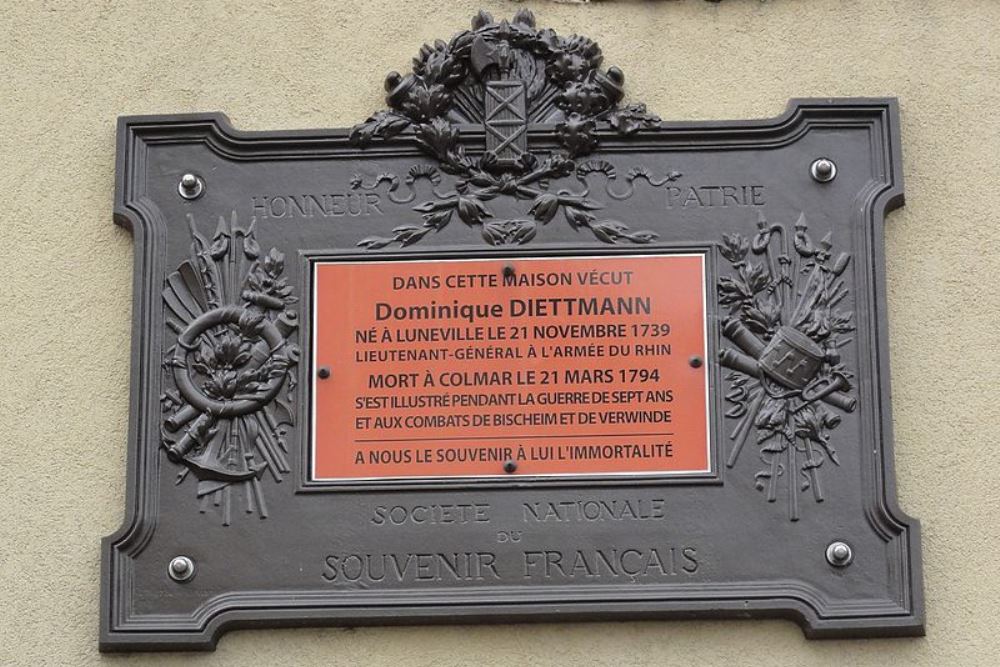 HONNEUR PATRIE
DANS CETTE MAISON VÉCUT
Dominique DIETTMANN
NÉ À LUNEVILLE LE 21 NOVEMBRE 1739
LIEUTENANT-GÉNÉRAL À L'ARMÉE DU RHIN
MORT À COLMAR LE 21 MARS 1794
S'EST ILLUSTRÉ PENDANT LA GUERRE DE SEPT ANS
ET AUX COMBATS DE BISCHEIM ET DE VERWINDE
A NOUS LE SOUVENIR À LUI L'IMMORTALITÉ
SOCIETE NATIONALE
DU
SOUVENIR FRANÇAIS